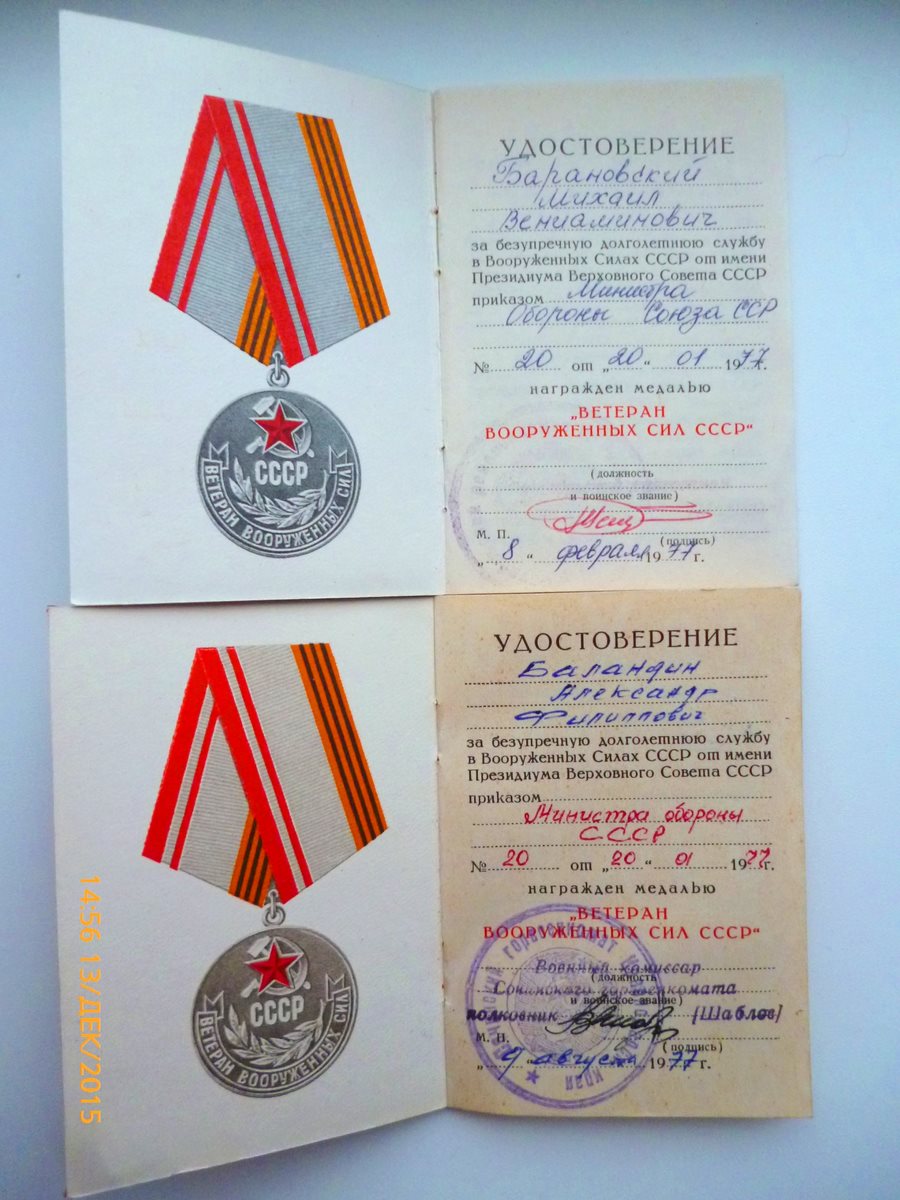 СССР
ВЕТЕРАН ВООРУЖЕННЫХ СИЛ
УДОСТОВЕРЕНИЕ
Барановский
Михаил
Вениаминович
за безупречную долголетнюю службу
в Вооруженных Силах СССР от имени
Президиума Верховного Совета СССР
приказом Министра
Обороны Союза ССР
№ 20 от „20“ 01 1977г.
награжден медалью
„ВЕТЕРАН
ВООРУЖЕННЫХ СИЛ СССР“
(должность
и воинское звание)
М. П.
(подпись)
„8“ февраля 1977г.
СССР
ВЕТЕРАН ВООРУЖЕННЫХ СИЛ
УДОСТОВЕРЕНИЕ
Баландин
Александр
Филиппович
за безупречную долголетнюю службу
в Вооруженных Силах СССР от имени
Президиума Верховного Совета СССР
приказом
Министра обороны
СССР
№ 20 от „20“ 01 1977г.
награжден медалью
„ВЕТЕРАН
ВООРУЖЕННЫХ СИЛ СССР“
Военный комиссар
(должность
Сочинского горвоенкомата
и воинское звание)
полковник [Шаблов]
М. П.
(подпись)
„9“ августа 1977г.
14:56 13/ДЕК/2015